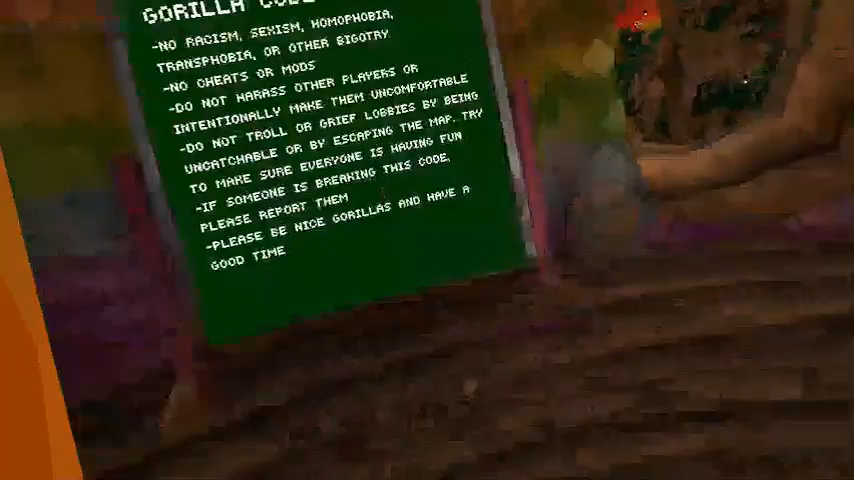 GORILLA CODE
-NO RACISM, SEXISM, HOMOPHOBIA,
TRANSPHOBIA, OR OTHER BIGOTRY
-NO CHEATS OR MODS
-DO NOT HARASS OTHER PLAYERS OR
INTENTIONALLY MAKE THEM UNCOMFORTABLE
-DO NOT TROLL OR GRIEF LOBBIES BY BEING
UNCATCHABLE OR BY ESCAPING THE MAP. TRY
TO MAKE SURE EVERYONE IS HAVING FUN
-IF SOMEONE IS BREAKING THIS CODE,
PLEASE REPORT THEM
-PLEASE BE NICE GORILLAS AND HAVE A
GOOD TIME